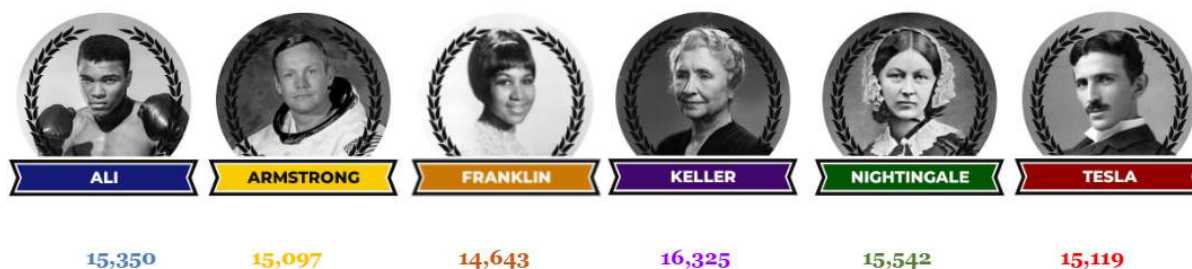 ALI ARMSTRONG FRANKLIN KELLER NIGHTINGALE TESLA
15,350 15,097 14,643 16,325 15,542 15,119